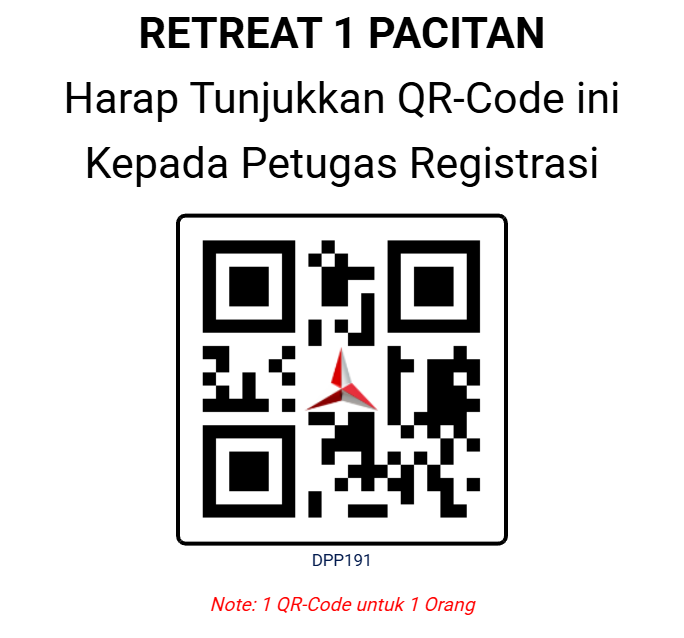 RETREAT 1 PACITAN
Harap Tunjukkan QR-Code ini
Kepada Petugas Registrasi
DPP191
Note: 1 QR-Code untuk 1 Orang